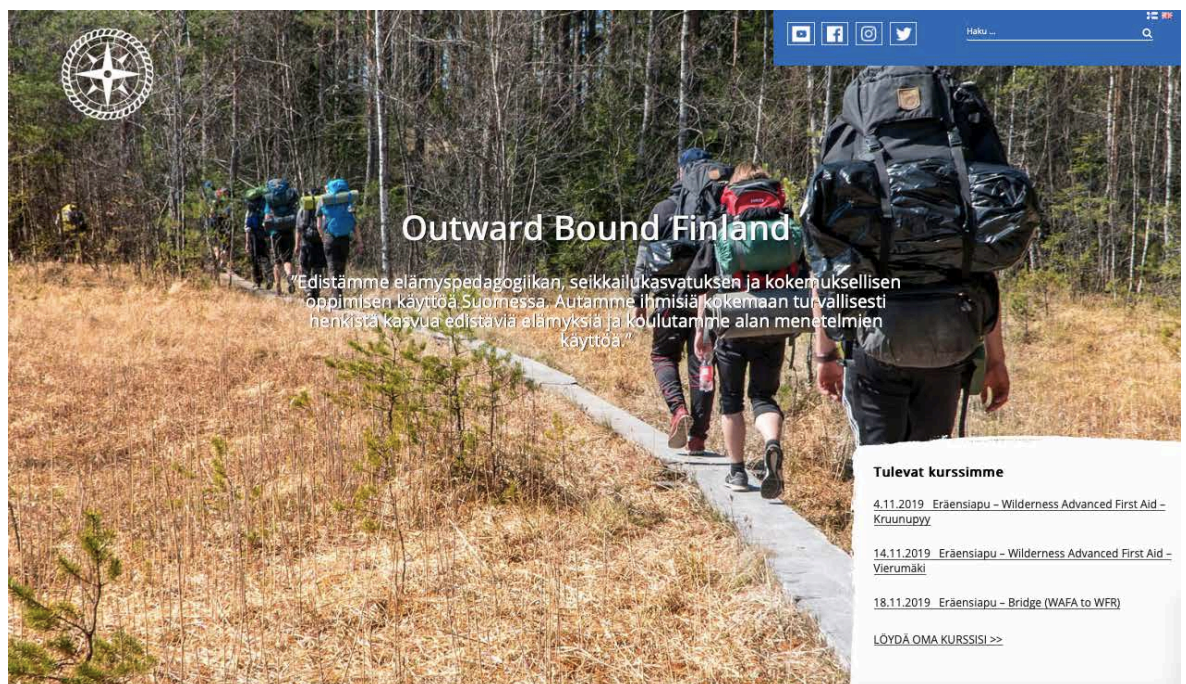 Haku ...
Outward Bound Finland
“Edistämme elämyspedagogiikan, seikkailukasvatuksen ja kokemuksellisen
oppimisen käyttöä Suomessa. Autamme ihmisiä kokemaan turvallisesti
henkistä kasvua edistäviä elämyksiä ja koulutamme alan menetelmien
käyttöä.”
Tulevat kurssimme
4.11.2019 Eräensiapu – Wilderness Advanced First Aid –
Kruunupyy
14.11.2019 Eräensiapu – Wilderness Advanced First Aid –
Vierumäki
18.11.2019 Eräensiapu – Bridge (WAFA to WFR)
LÖYDÄ OMA KURSSISI >>